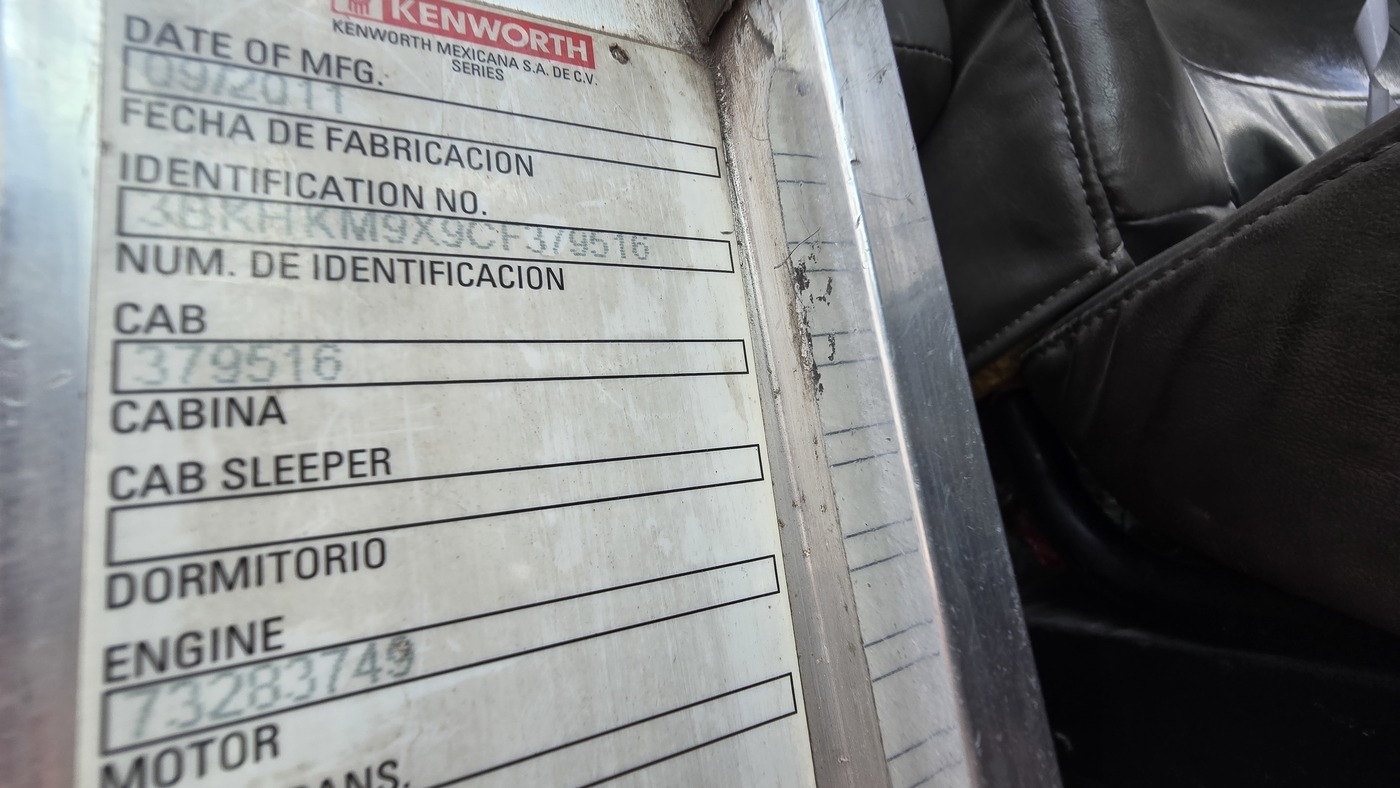 KENWORTH
KENWORTH MEXICANA S.A. DE C.V.
SERIES
DATE OF MFG.
09/2011
FECHA DE FABRICACION
IDENTIFICATION NO.
3BKHKM9X9CF379516
NUM. DE IDENTIFICACION
CAB
379516
CABINA
CAB SLEEPER
DORMITORIO
ENGINE
73283749
MOTOR